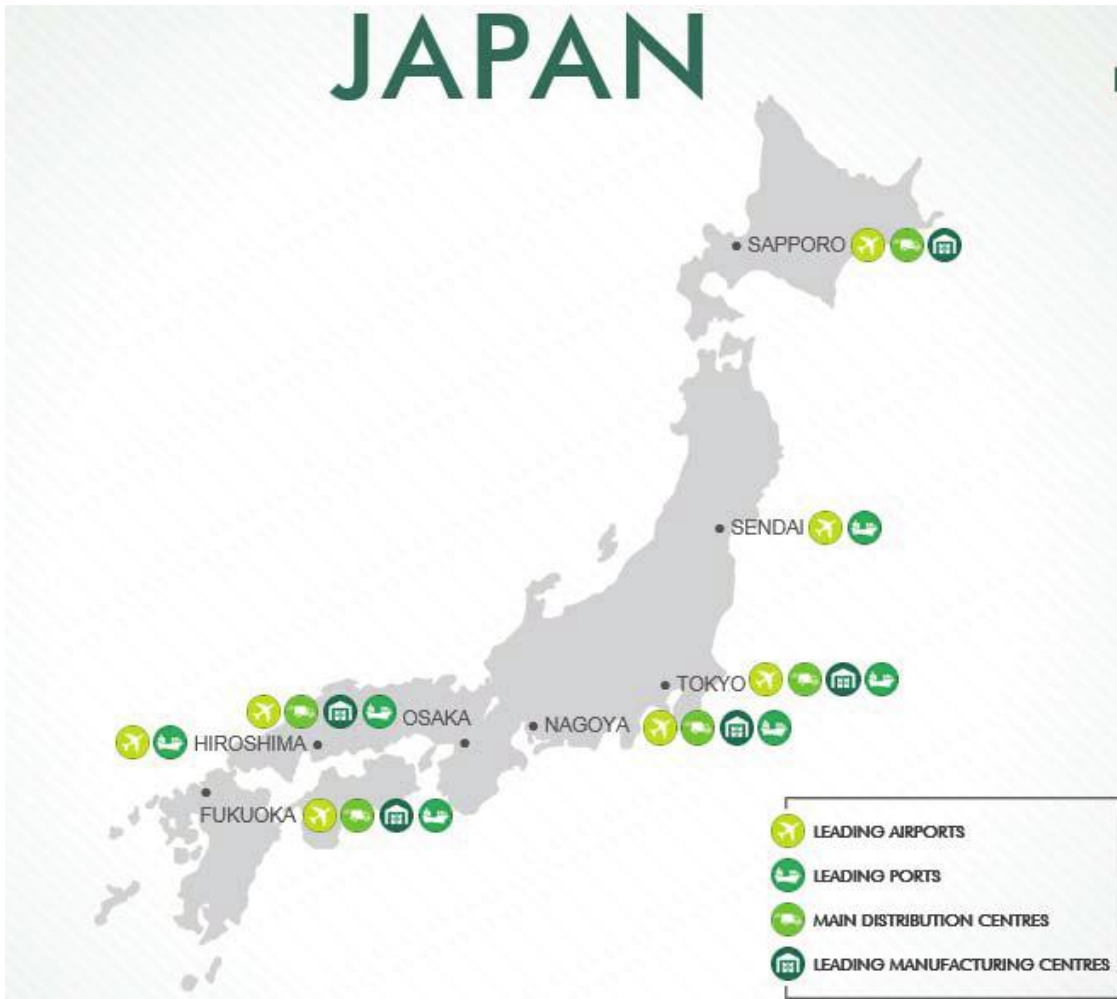 JAPAN
SAPPORO
SENDAI
TOKYO
OSAKA
NAGOYA
HIROSHIMA
FUKUOKA
LEADING AIRPORTS
LEADING PORTS
MAIN DISTRIBUTION CENTRES
LEADING MANUFACTURING CENTRES